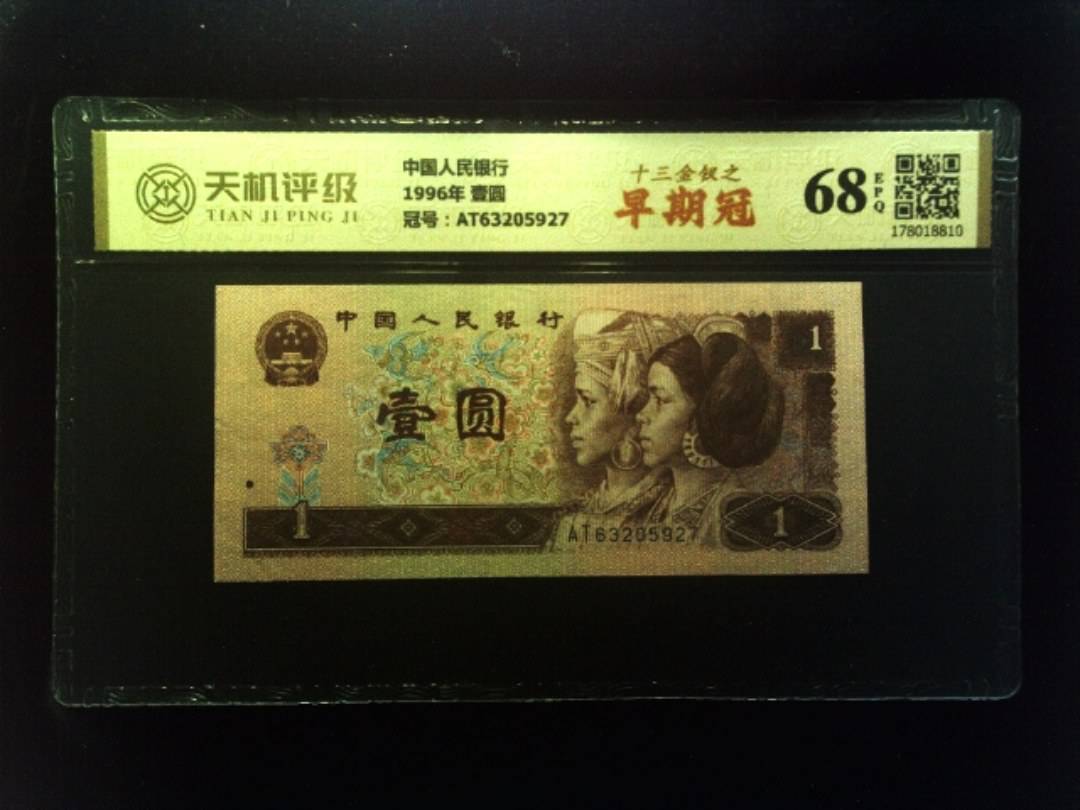 天机评级
TIAN JI PING JI
中国人民银行
1996年 壹圆
冠号：AT63205927
十三金钗之
早期冠
68
EPQ
178018810
中国人民银行
1
壹圆
1
AT63205927
1